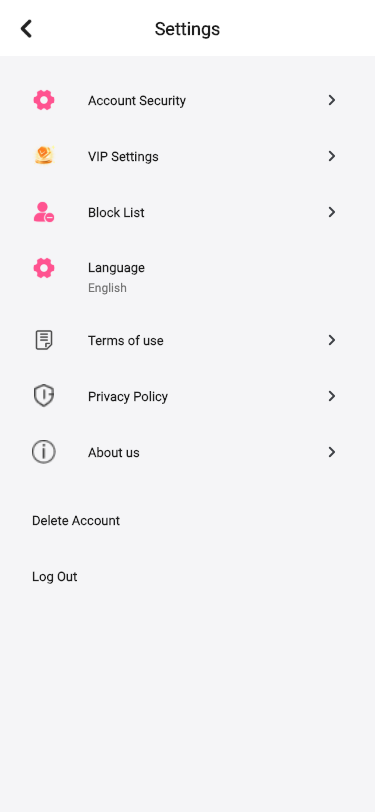 Settings
Account Security
VIP Settings
Block List
Language
English
Terms of use
Privacy Policy
About us
Delete Account
Log Out